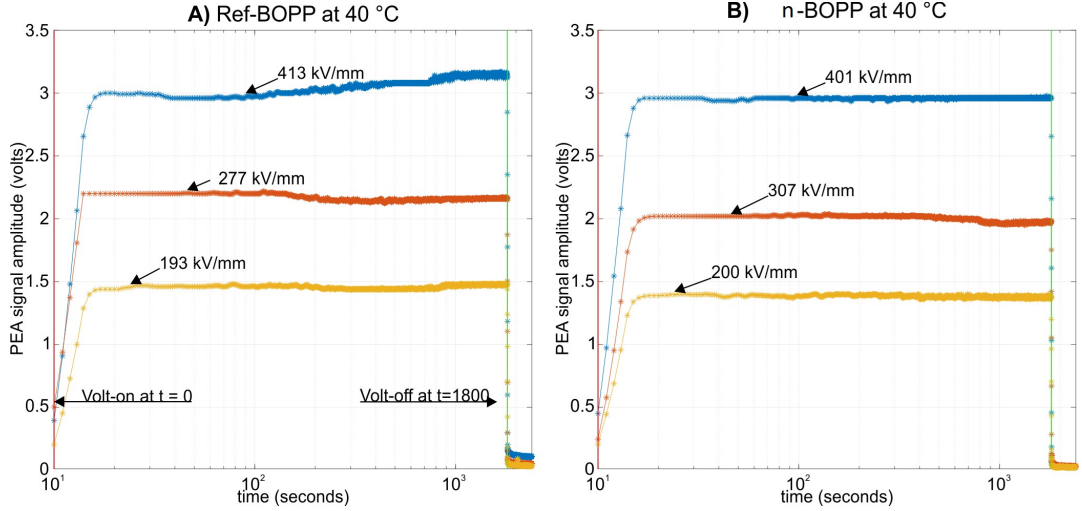 A) Ref-BOPP at 40 °C
3.5
3
2.5
2
1.5
1
0.5
0
PEA signal amplitude (volts)
413 kV/mm
277 kV/mm
193 kV/mm
Volt-on at t = 0
Volt-off at t=1800
10^1
10^2
10^3
time (seconds)
B) n-BOPP at 40 °C
3.5
3
2.5
2
1.5
1
0.5
0
PEA signal amplitude (volts)
401 kV/mm
307 kV/mm
200 kV/mm
10^1
10^2
10^3
time (seconds)